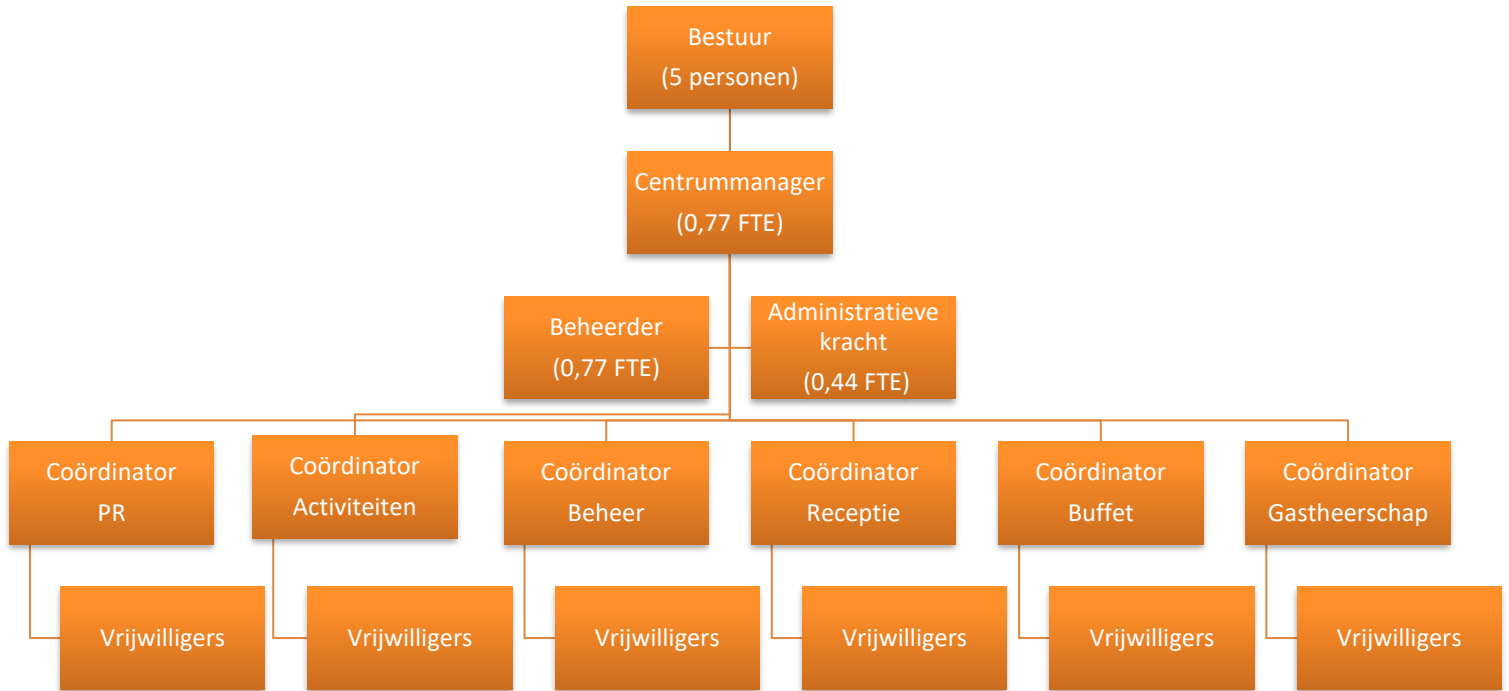 Bestuur
(5 personen)
Centrummanager
(0,77 FTE)
Beheerder
(0,77 FTE)
Administratieve
kracht
(0,44 FTE)
Coördinator
PR
Coördinator
Activiteiten
Coördinator
Beheer
Coördinator
Receptie
Coördinator
Buffet
Coördinator
Gastheerschap
Vrijwilligers
Vrijwilligers
Vrijwilligers
Vrijwilligers
Vrijwilligers
Vrijwilligers